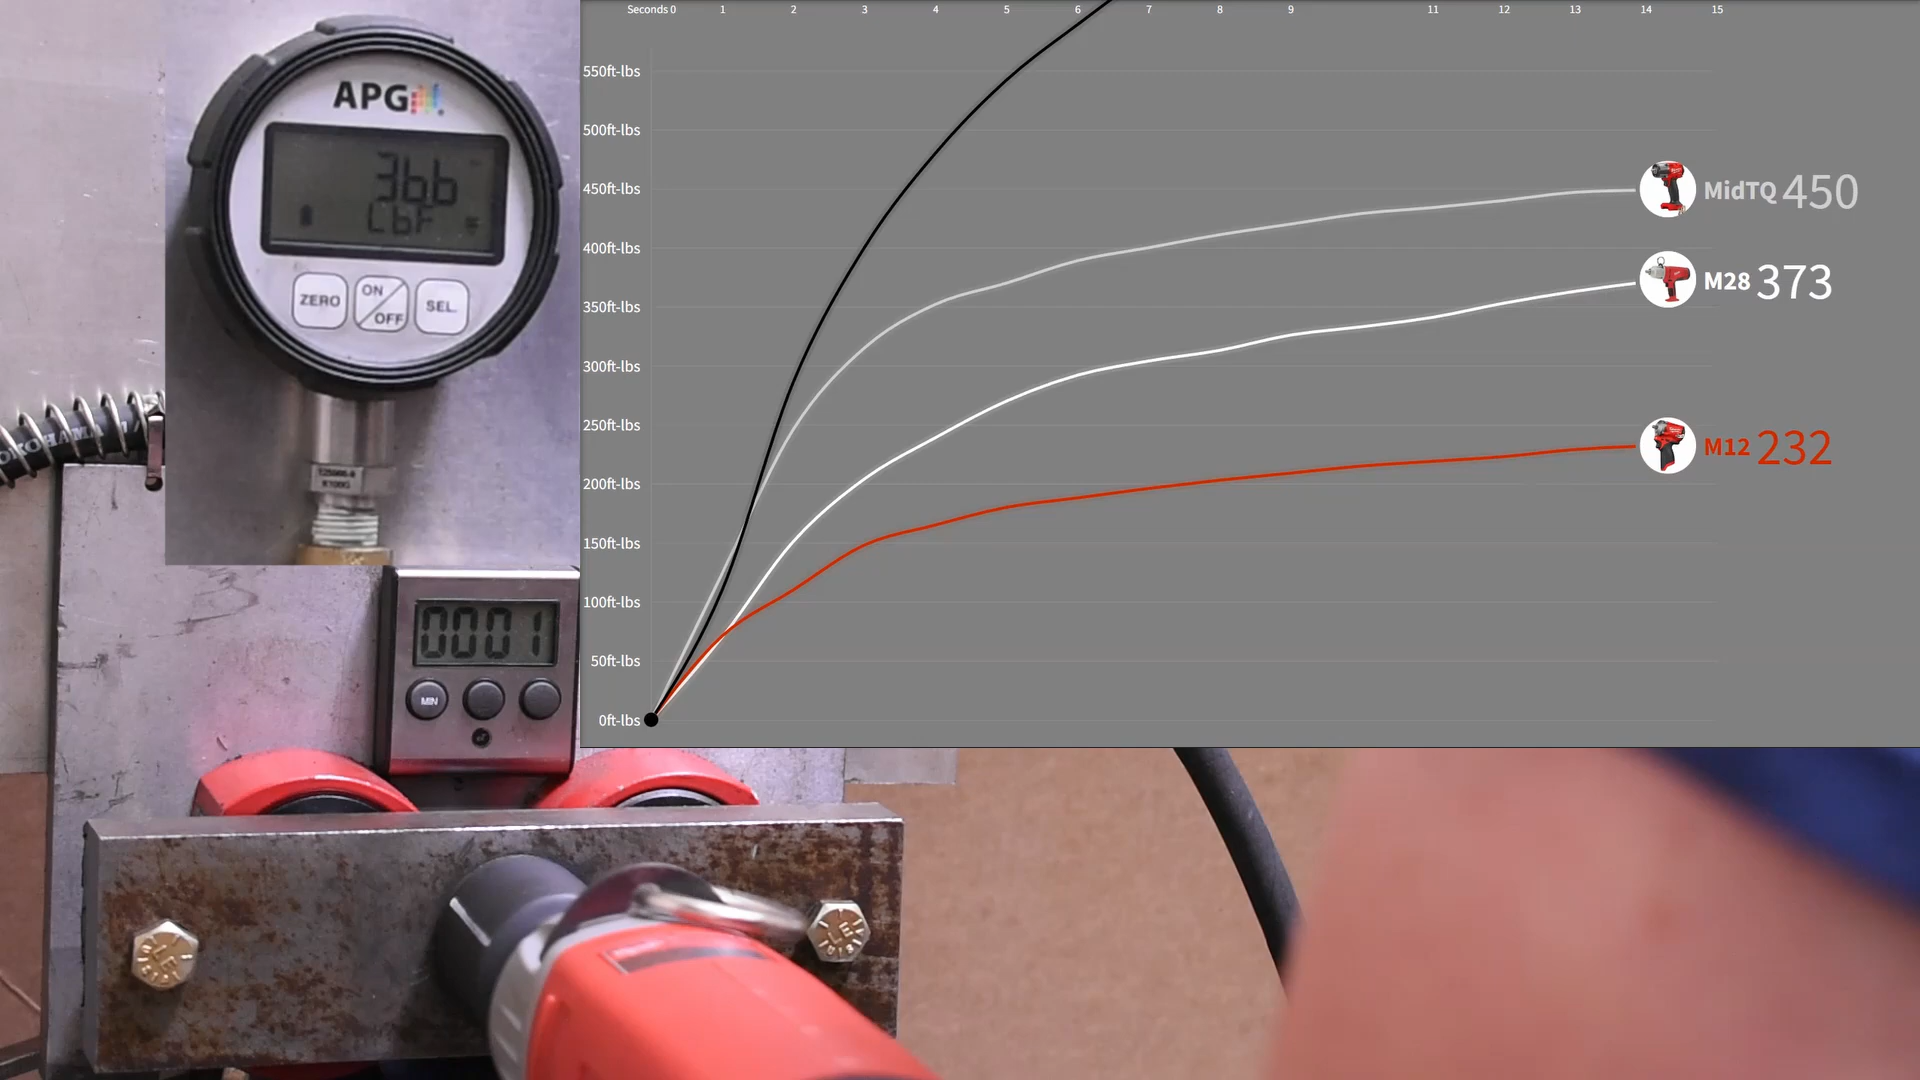 Seconds 0 1 2 3 4 5 6 7 8 9 11 12 13 14 15
550ft-lbs
500ft-lbs
450ft-lbs
400ft-lbs
350ft-lbs
300ft-lbs
250ft-lbs
200ft-lbs
150ft-lbs
100ft-lbs
50ft-lbs
0ft-lbs
MidTQ 450
M28 373
M12 232
APG
366
ZERO
ON
OFF
SEL
YOKOHAMA
0001
MIN